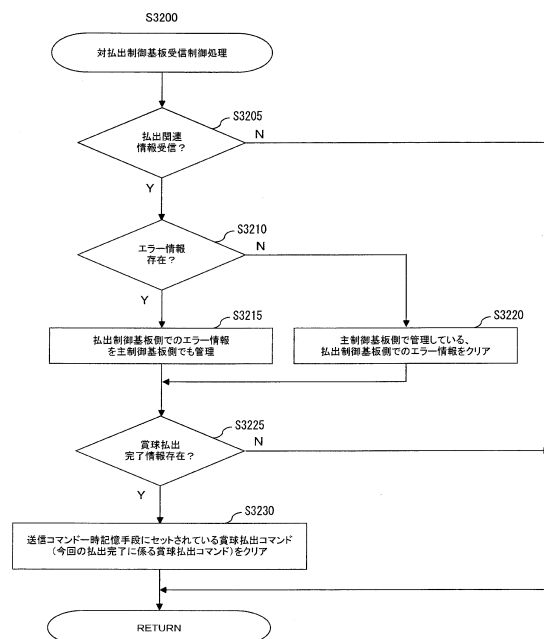 S3200
対払出制御基板受信制御処理
S3205
払出関連
情報受信？
N
Y
S3210
エラー情報
存在？
N
Y
S3215
払出制御基板側でのエラー情報
を主制御基板側でも管理
S3220
主制御基板側で管理している、
払出制御基板側でのエラー情報をクリア
S3225
賞球払出
完了情報存在？
N
Y
S3230
送信コマンド一時記憶手段にセットされている賞球払出コマンド
（今回の払出完了に係る賞球払出コマンド）をクリア
RETURN